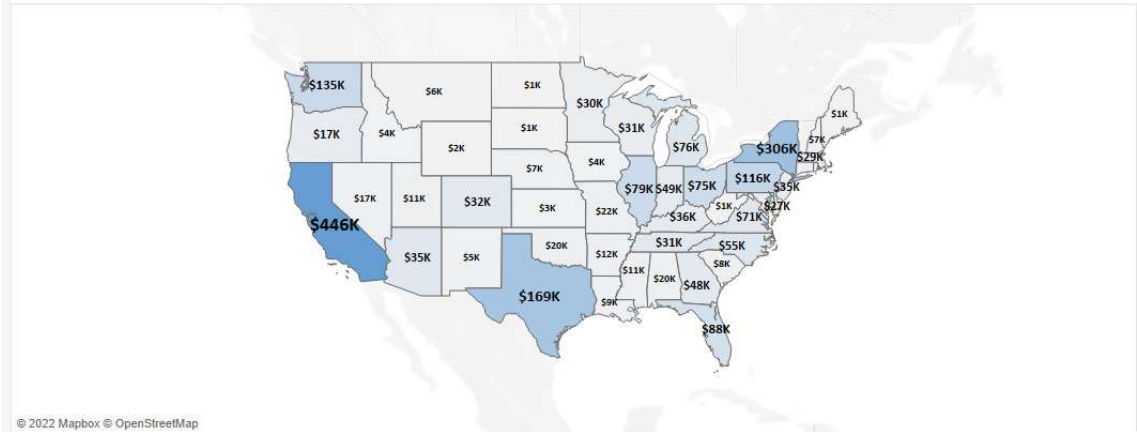 $135K
$6K
$1K
$30K
$1K
$17K
$4K
$1K
$31K
$76K
$7K
$306K
$2K
$29K
$4K
$7K
$116K
$79K
$49K
$75K
$35K
$17K
$11K
$32K
$1K
$27K
$3K
$22K
$36K
$71K
$446K
$31K
$55K
$20K
$12K
$35K
$5K
$8K
$11K
$20K
$48K
$169K
$9K
$88K
© 2022 Mapbox © OpenStreetMap